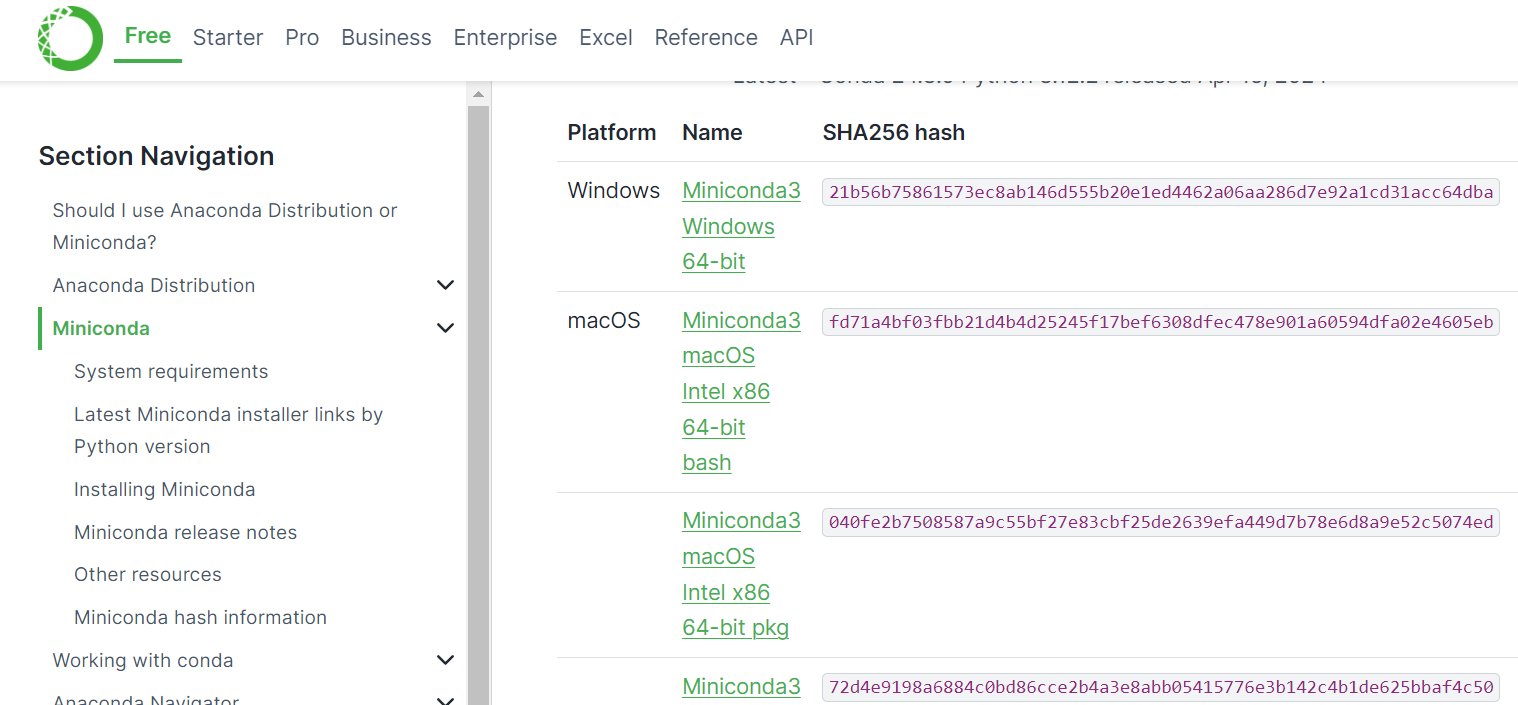 Free Starter Pro Business Enterprise Excel Reference API
Section Navigation
Should I use Anaconda Distribution or
Miniconda?
Anaconda Distribution
Miniconda
System requirements
Latest Miniconda installer links by
Python version
Installing Miniconda
Miniconda release notes
Other resources
Miniconda hash information
Working with conda
Anaconda Navigator
Platform Name SHA256 hash
Windows Miniconda3 21b56b75861573ec8ab146d555b20e1ed4462a06aa286d7e92a1cd31acc64dba
Windows
64-bit
macOS Miniconda3 fd71a4bf03fbb21d4b4d25245f17bef6308dfec478e901a60594dfa02e4605eb
macOS
Intel x86
64-bit
bash
Miniconda3 040fe2b7508587a9c55bf27e83cbf25de2639efa449d7b78e6d8a9e52c5074ed
macOS
Intel x86
64-bit pkg
Miniconda3 72d4e9198a6884c0bd86cce2b4a3e8abb05415776e3b142c4b1de625bbaf4c50